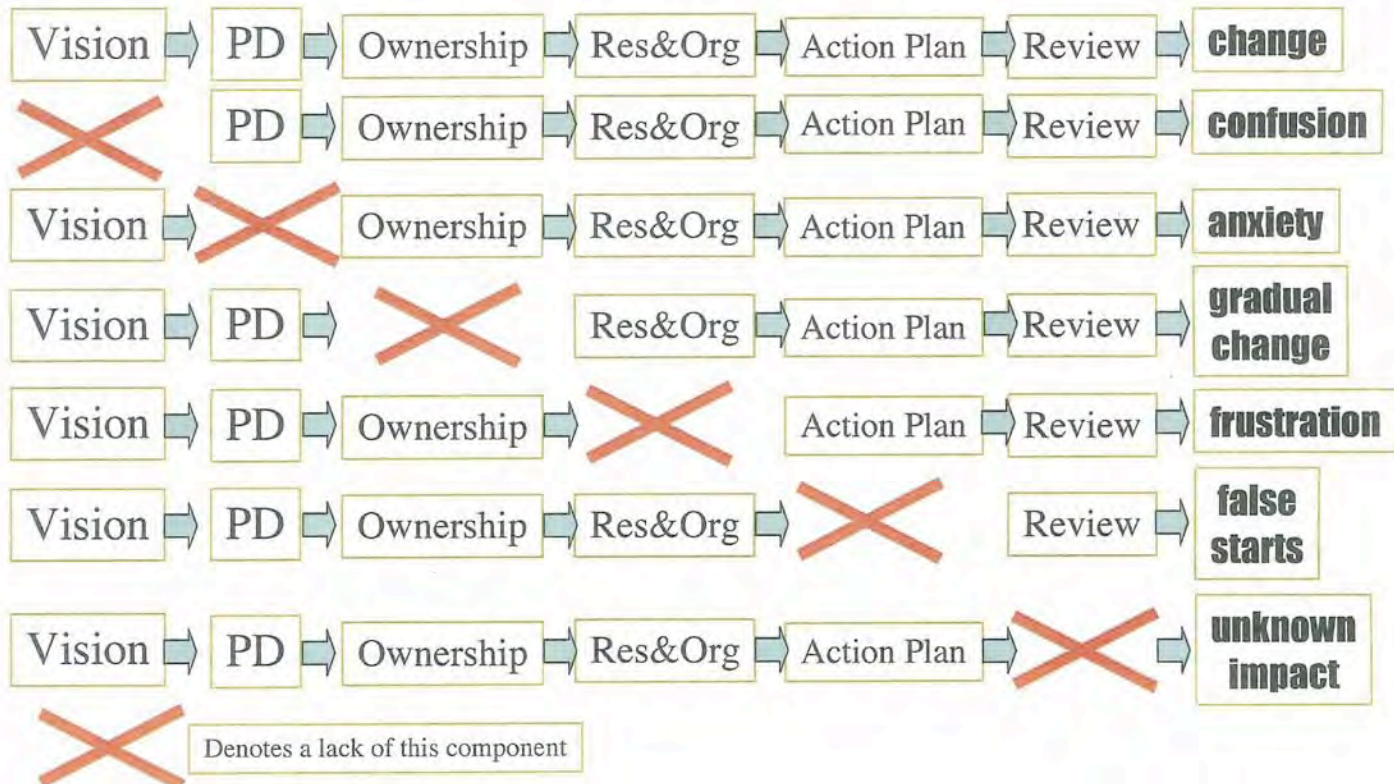 Vision PD Ownership Res&Org Action Plan Review change
PD Ownership Res&Org Action Plan Review confusion
Vision Ownership Res&Org Action Plan Review anxiety
Vision PD Res&Org Action Plan Review gradual
change
Vision PD Ownership Action Plan Review frustration
Vision PD Ownership Res&Org Review false
starts
Vision PD Ownership Res&Org Action Plan unknown
impact
Denotes a lack of this component